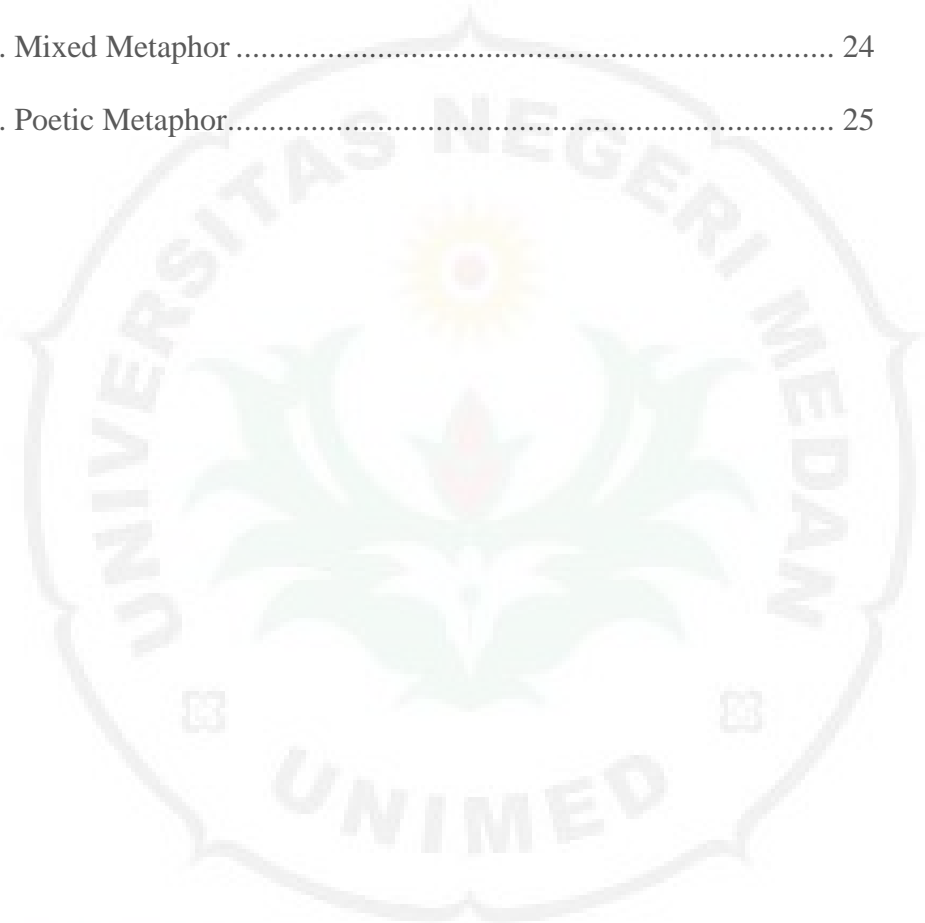 . Mixed Metaphor ........................................................................ 24
. Poetic Metaphor......................................................................... 25
UNIVERSITAS NEGERI MEDAN
UNIMED